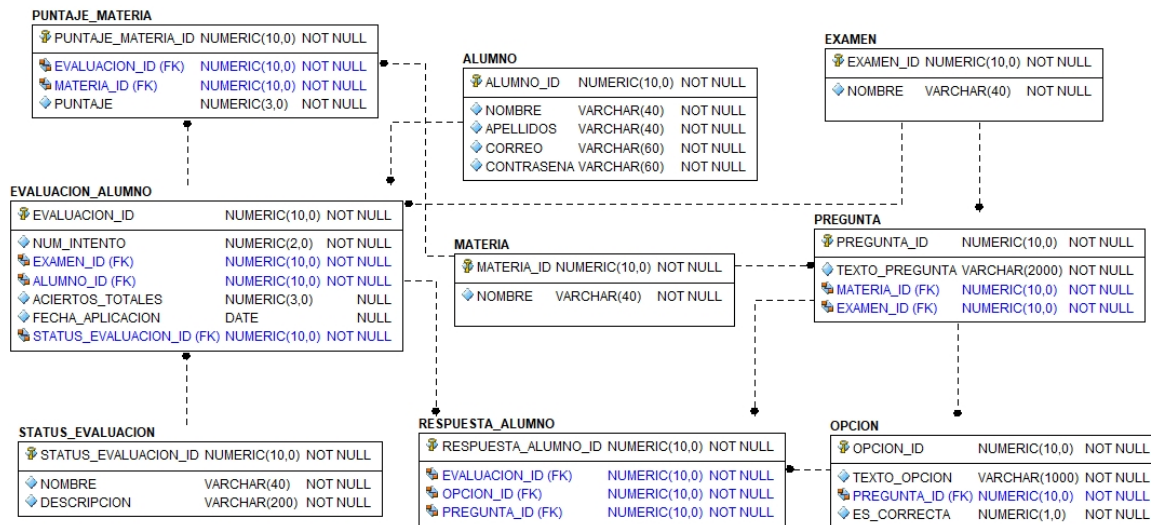 PUNTAJE_MATERIA
PUNTAJE_MATERIA_ID NUMERIC(10,0) NOT NULL
EVALUACION_ID (FK) NUMERIC(10,0) NOT NULL
MATERIA_ID (FK) NUMERIC(10,0) NOT NULL
PUNTAJE NUMERIC(3,0) NOT NULL
ALUMNO
ALUMNO_ID NUMERIC(10,0) NOT NULL
NOMBRE VARCHAR(40) NOT NULL
APELLIDOS VARCHAR(40) NOT NULL
CORREO VARCHAR(60) NOT NULL
CONTRASENA VARCHAR(60) NOT NULL
EXAMEN
EXAMEN_ID NUMERIC(10,0) NOT NULL
NOMBRE VARCHAR(40) NOT NULL
EVALUACION_ALUMNO
EVALUACION_ID NUMERIC(10,0) NOT NULL
NUM_INTENTO NUMERIC(2,0) NOT NULL
EXAMEN_ID (FK) NUMERIC(10,0) NOT NULL
ALUMNO_ID (FK) NUMERIC(10,0) NOT NULL
ACIERTOS_TOTALES NUMERIC(3,0) NULL
FECHA_APLICACION DATE NULL
STATUS_EVALUACION_ID (FK) NUMERIC(10,0) NOT NULL
MATERIA
MATERIA_ID NUMERIC(10,0) NOT NULL
NOMBRE VARCHAR(40) NOT NULL
PREGUNTA
PREGUNTA_ID NUMERIC(10,0) NOT NULL
TEXTO_PREGUNTA VARCHAR(2000) NOT NULL
MATERIA_ID (FK) NUMERIC(10,0) NOT NULL
EXAMEN_ID (FK) NUMERIC(10,0) NOT NULL
STATUS_EVALUACION
STATUS_EVALUACION_ID NUMERIC(10,0) NOT NULL
NOMBRE VARCHAR(40) NOT NULL
DESCRIPCION VARCHAR(200) NOT NULL
RESPUESTA_ALUMNO
RESPUESTA_ALUMNO_ID NUMERIC(10,0) NOT NULL
EVALUACION_ID (FK) NUMERIC(10,0) NOT NULL
OPCION_ID (FK) NUMERIC(10,0) NOT NULL
PREGUNTA_ID (FK) NUMERIC(10,0) NOT NULL
OPCION
OPCION_ID NUMERIC(10,0) NOT NULL
TEXTO_OPCION VARCHAR(1000) NOT NULL
PREGUNTA_ID (FK) NUMERIC(10,0) NOT NULL
ES_CORRECTA NUMERIC(1,0) NOT NULL